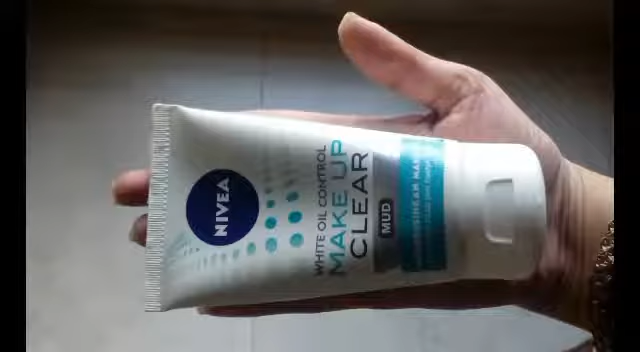 NIVEA
WHITE OIL CONTROL
MAKE UP
CLEAR
MUD